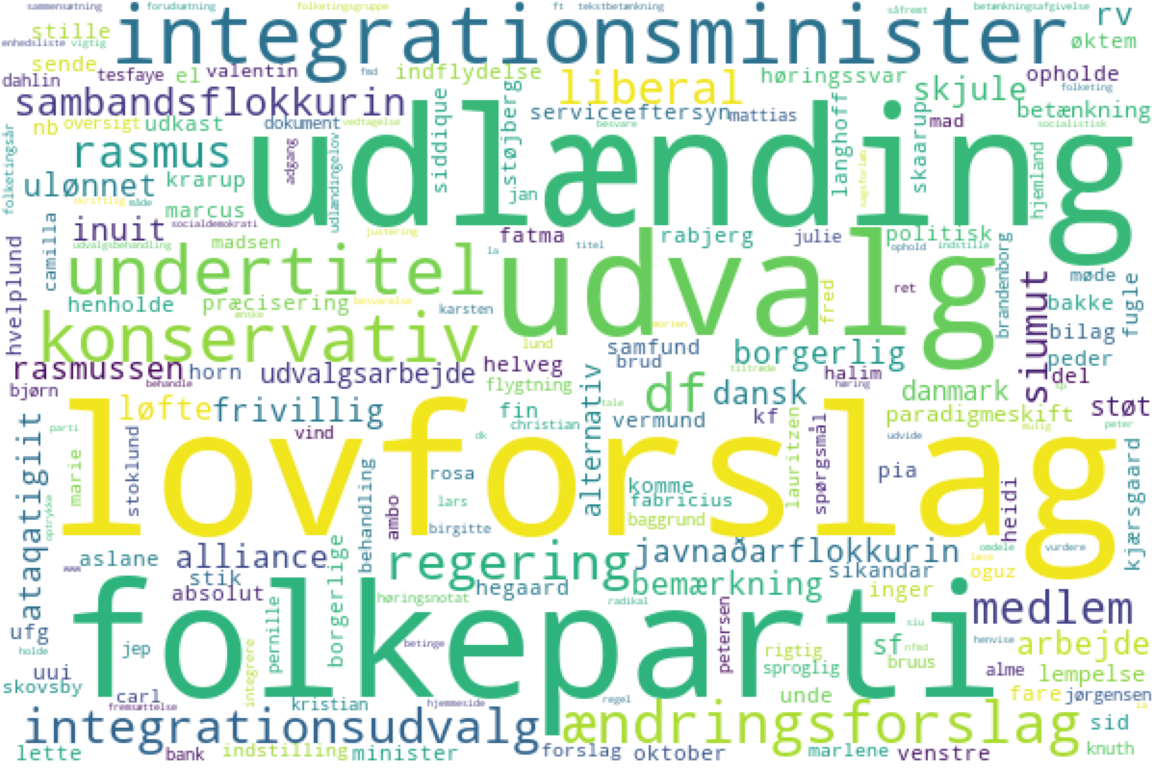 sammensætning forudsætning folketingsgruppe ft tekstbetænkning såfremt betænkningsafgivelse
integrationsminister
rv
stille
enhedsliste vigtig
øktem
sende
dahlin tesfaye el valentin fmd indflydelse liberal høringssvar opholde folketing
skjule
sambandsflokkurin
siddique
støjberg
serviceeftersyn mattias
langhoff
skaarup
mad
betænkning
socialistisk
nb oversigt udkast dokument vedtagelse besvare
udlænding
folketingsår
rasmus
adgang
udlændingelov
sagsforløb
hjemland
ulønnet krarup
jan
skriftlig måde
marcus
socialdemokrati
inuit
justering
fatma titel rabjerg julie politisk
udvalgsbehandling madsen
la
ophold indstille
hvelplund
camilla
undertitel
udvalg
brandenborg
siumut
møde
fugle
henholde præcisering besvarelse karsten
fred
ret
bakke
ønske
konservativ
lund
morten
bilag
samfund
borgerlig
peder
rasmussen horn udvalgsarbejde helveg brud tiltræde halim
del
bjørn behandle flygtning
df dansk høring danmark sp
løfte frivillig
fin
tale
alternativ
vermund kf
lauritzen
spørgsmål
paradigmeskift støt
christian
mulig peter
parti
vind
dk
udvide
lovforslag
ataqatigiit
marie
stoklund
optrykke
behandling
ambo
rosa
lars
birgitte
komme
fabricius
baggrund
pia
heidi
kjærsgaard
www
aslane alliance
borgerlige
regering javnaðarflokkurin
omdele
læse
vurdere
stik
sikandar oguz
absolut
hegaard bemærkning inger
høringsnotat radikal
folkeparti
medlem
siu henvise
ufg
holde
jep
pernille
betinge
petersen
rigtig
sproglig
sf
nfmd
bruus
arbejde
uui
alme lempelse
skovsby
integrere
carl
fremsættelse
kristian hjemmeside regel
unde
fare jørgensen
la
integrationsudvalg ændringsforslag sid
lette bank indstilling minister forslag oktober marlene venstre knuth